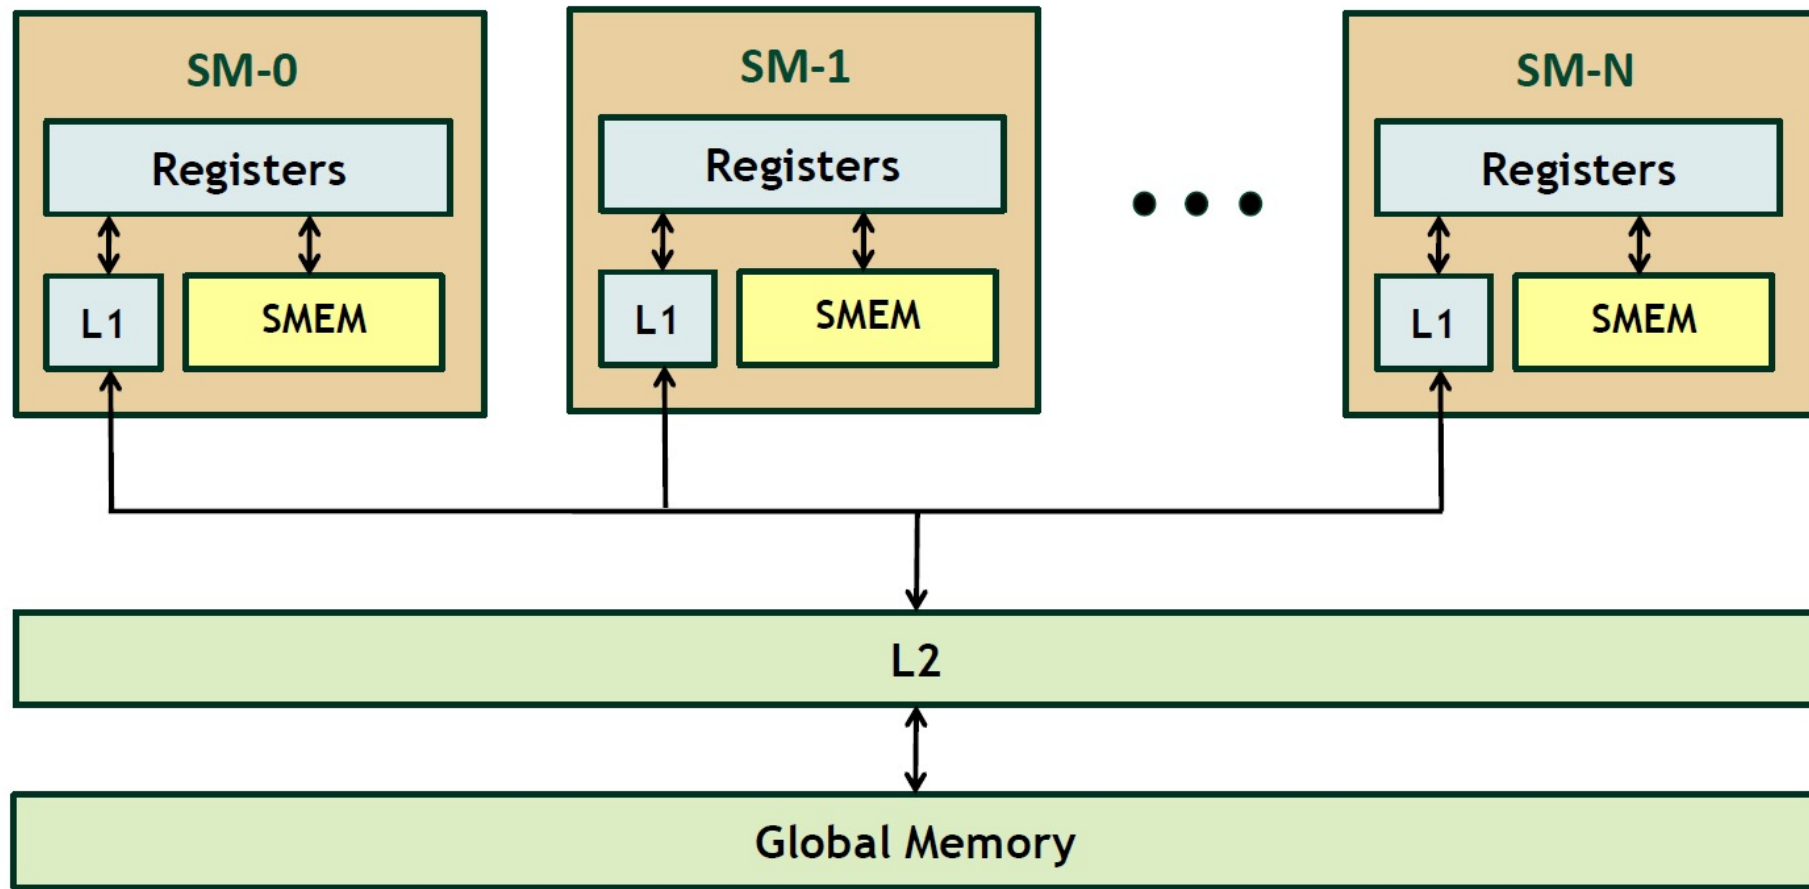 SM-0
Registers
L1
SMEM
SM-1
Registers
L1
SMEM
SM-N
Registers
L1
SMEM
L2
Global Memory